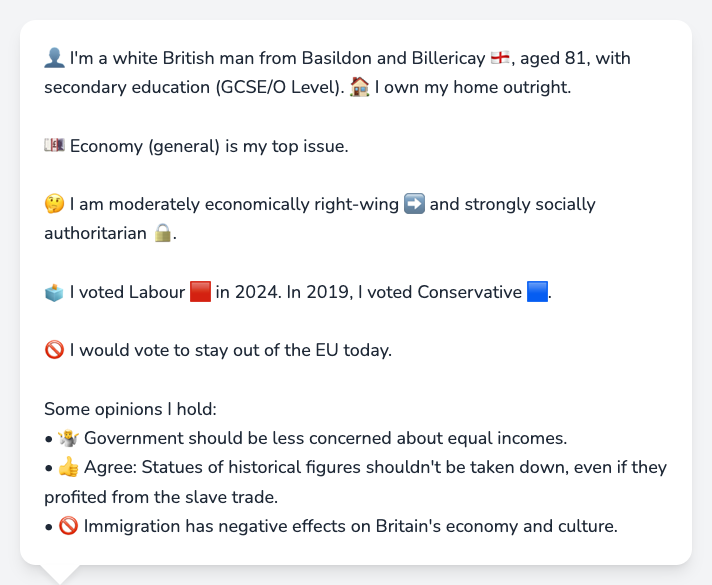 👤 I'm a white British man from Basildon and Billericay 🏴󠁧󠁢󠁥󠁮󠁧󠁿, aged 81, with
secondary education (GCSE/O Level). 🏠 I own my home outright.
💷 Economy (general) is my top issue.
🤔 I am moderately economically right-wing ➡️ and strongly socially
authoritarian 🔒.
🗳️ I voted Labour 🟥 in 2024. In 2019, I voted Conservative 🟦.
🚫 I would vote to stay out of the EU today.
Some opinions I hold:
• 🤷 Government should be less concerned about equal incomes.
• 👍 Agree: Statues of historical figures shouldn't be taken down, even if they
profited from the slave trade.
• 🚫 Immigration has negative effects on Britain's economy and culture.